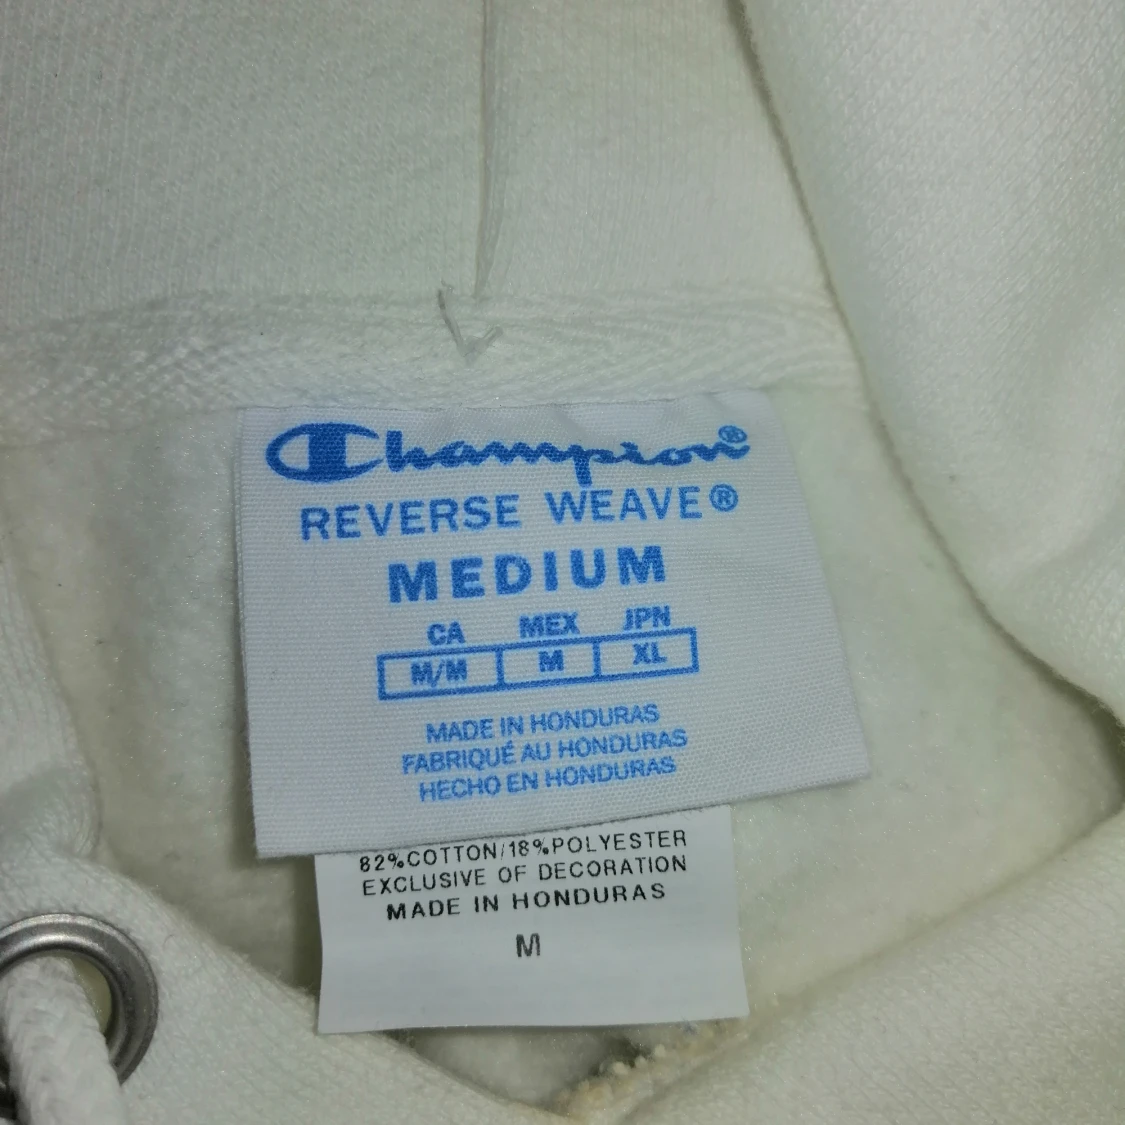 Champion®
REVERSE WEAVE®
MEDIUM
CA MEX JPN
M/M M XL
MADE IN HONDURAS
FABRIQUÉ AU HONDURAS
HECHO EN HONDURAS
82%COTTON/18%POLYESTER
EXCLUSIVE OF DECORATION
MADE IN HONDURAS
M